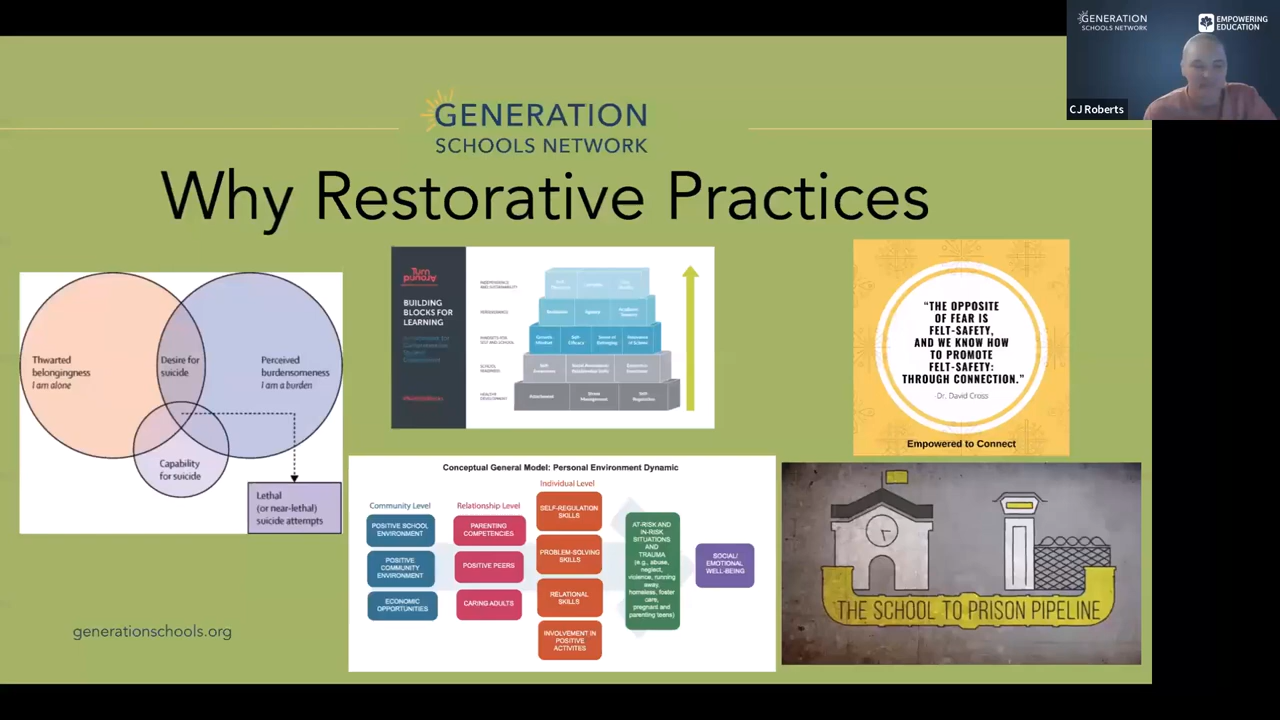 GENERATION
SCHOOLS NETWORK
EMPOWERING
EDUCATION
CJ Roberts
GENERATION
SCHOOLS NETWORK
Why Restorative Practices
Thwarted
belongingness
I am alone
Desire for
suicide
Perceived
burdensomeness
I am a burden
Capability
for suicide
Lethal
(or near-lethal)
suicide attempts
Turn
Around
BUILDING
BLOCKS FOR
LEARNING
"THE OPPOSITE
OF FEAR IS
FELT-SAFETY,
AND WE KNOW HOW
TO PROMOTE
FELT-SAFETY:
THROUGH CONNECTION."
-Dr. David Cross
Empowered to Connect
Conceptual General Model: Personal Environment Dynamic
Community Level
POSITIVE SCHOOL
ENVIRONMENT
POSITIVE
COMMUNITY
ENVIRONMENT
ECONOMIC
OPPORTUNITIES
Relationship Level
PARENTING
COMPETENCIES
POSITIVE PEERS
CARING ADULTS
Individual Level
SELF-REGULATION
SKILLS
PROBLEM-SOLVING
SKILLS
RELATIONAL
SKILLS
INVOLVEMENT IN
POSITIVE
ACTIVITES
AT-RISK AND
IN-RISK
SITUATIONS
AND
TRAUMA
(e.g., abuse,
neglect,
violence, running
away,
homeless, foster
care,
pregnant and
parenting teens)
SOCIAL/
EMOTIONAL
WELL-BEING
THE SCHOOL TO PRISON PIPELINE
generationschools.org